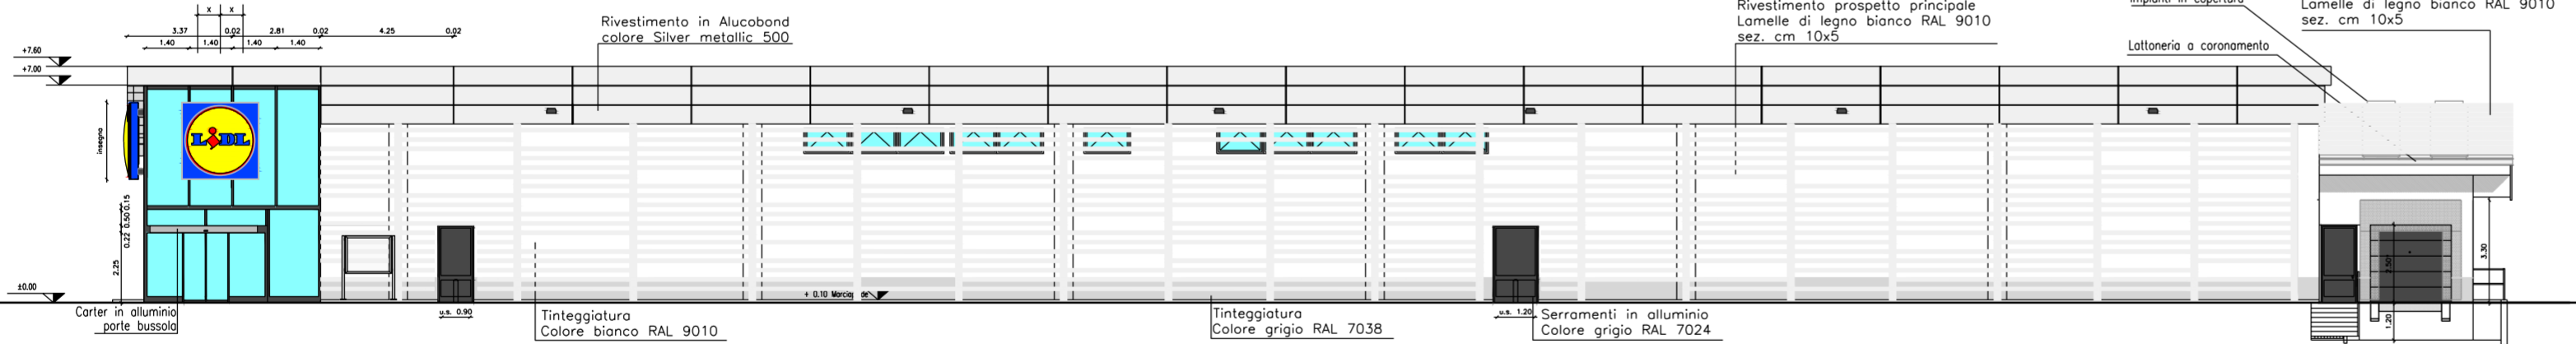 x x
3.37 0.02 2.81 0.02 4.25 0.02
1.40 1.40 1.40 1.40
+7.60
+7.00
Rivestimento in Alucobond
colore Silver metallic 500
Rivestimento prospetto principale
Lamelle di legno bianco RAL 9010
sez. cm 10x5
Impianti in copertura
Lamelle di legno bianco RAL 9010
sez. cm 10x5
Lattoneria a coronamento
insegna
LIDL
0.22 0.50 0.15
2.25
±0.00
+ 0.10 Marciapiede
3.30
2.50
1.20
Carter in alluminio
porte bussola
u.s. 0.90
Tinteggiatura
Colore bianco RAL 9010
Tinteggiatura
Colore grigio RAL 7038
u.s. 1.20
Serramenti in alluminio
Colore grigio RAL 7024